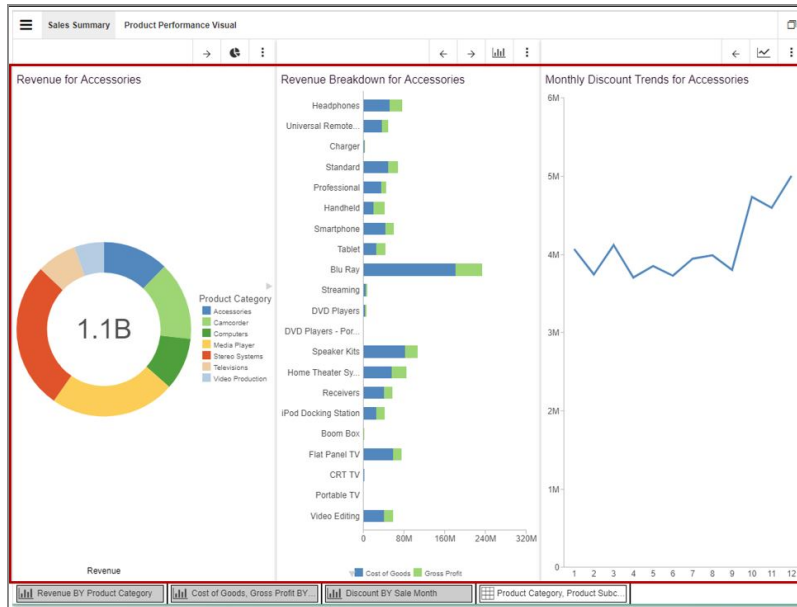 Sales Summary Product Performance Visual
Revenue for Accessories
1.1B
Product Category
Accessories
Camcorder
Computers
Media Player
Stereo Systems
Televisions
Video Production
Revenue
Revenue Breakdown for Accessories
Headphones
Universal Remote...
Charger
Standard
Professional
Handheld
Smartphone
Tablet
Blu Ray
Streaming
DVD Players
DVD Players - Por...
Speaker Kits
Home Theater Sy...
Receivers
iPod Docking Station
Boom Box
Flat Panel TV
CRT TV
Portable TV
Video Editing
0 80M 160M 240M 320M
Cost of Goods Gross Profit
Monthly Discount Trends for Accessories
6M
5M
4M
3M
2M
1M
0
1 2 3 4 5 6 7 8 9 10 11 12
Revenue BY Product Category Cost of Goods, Gross Profit BY... Discount BY Sale Month Product Category, Product Subc...